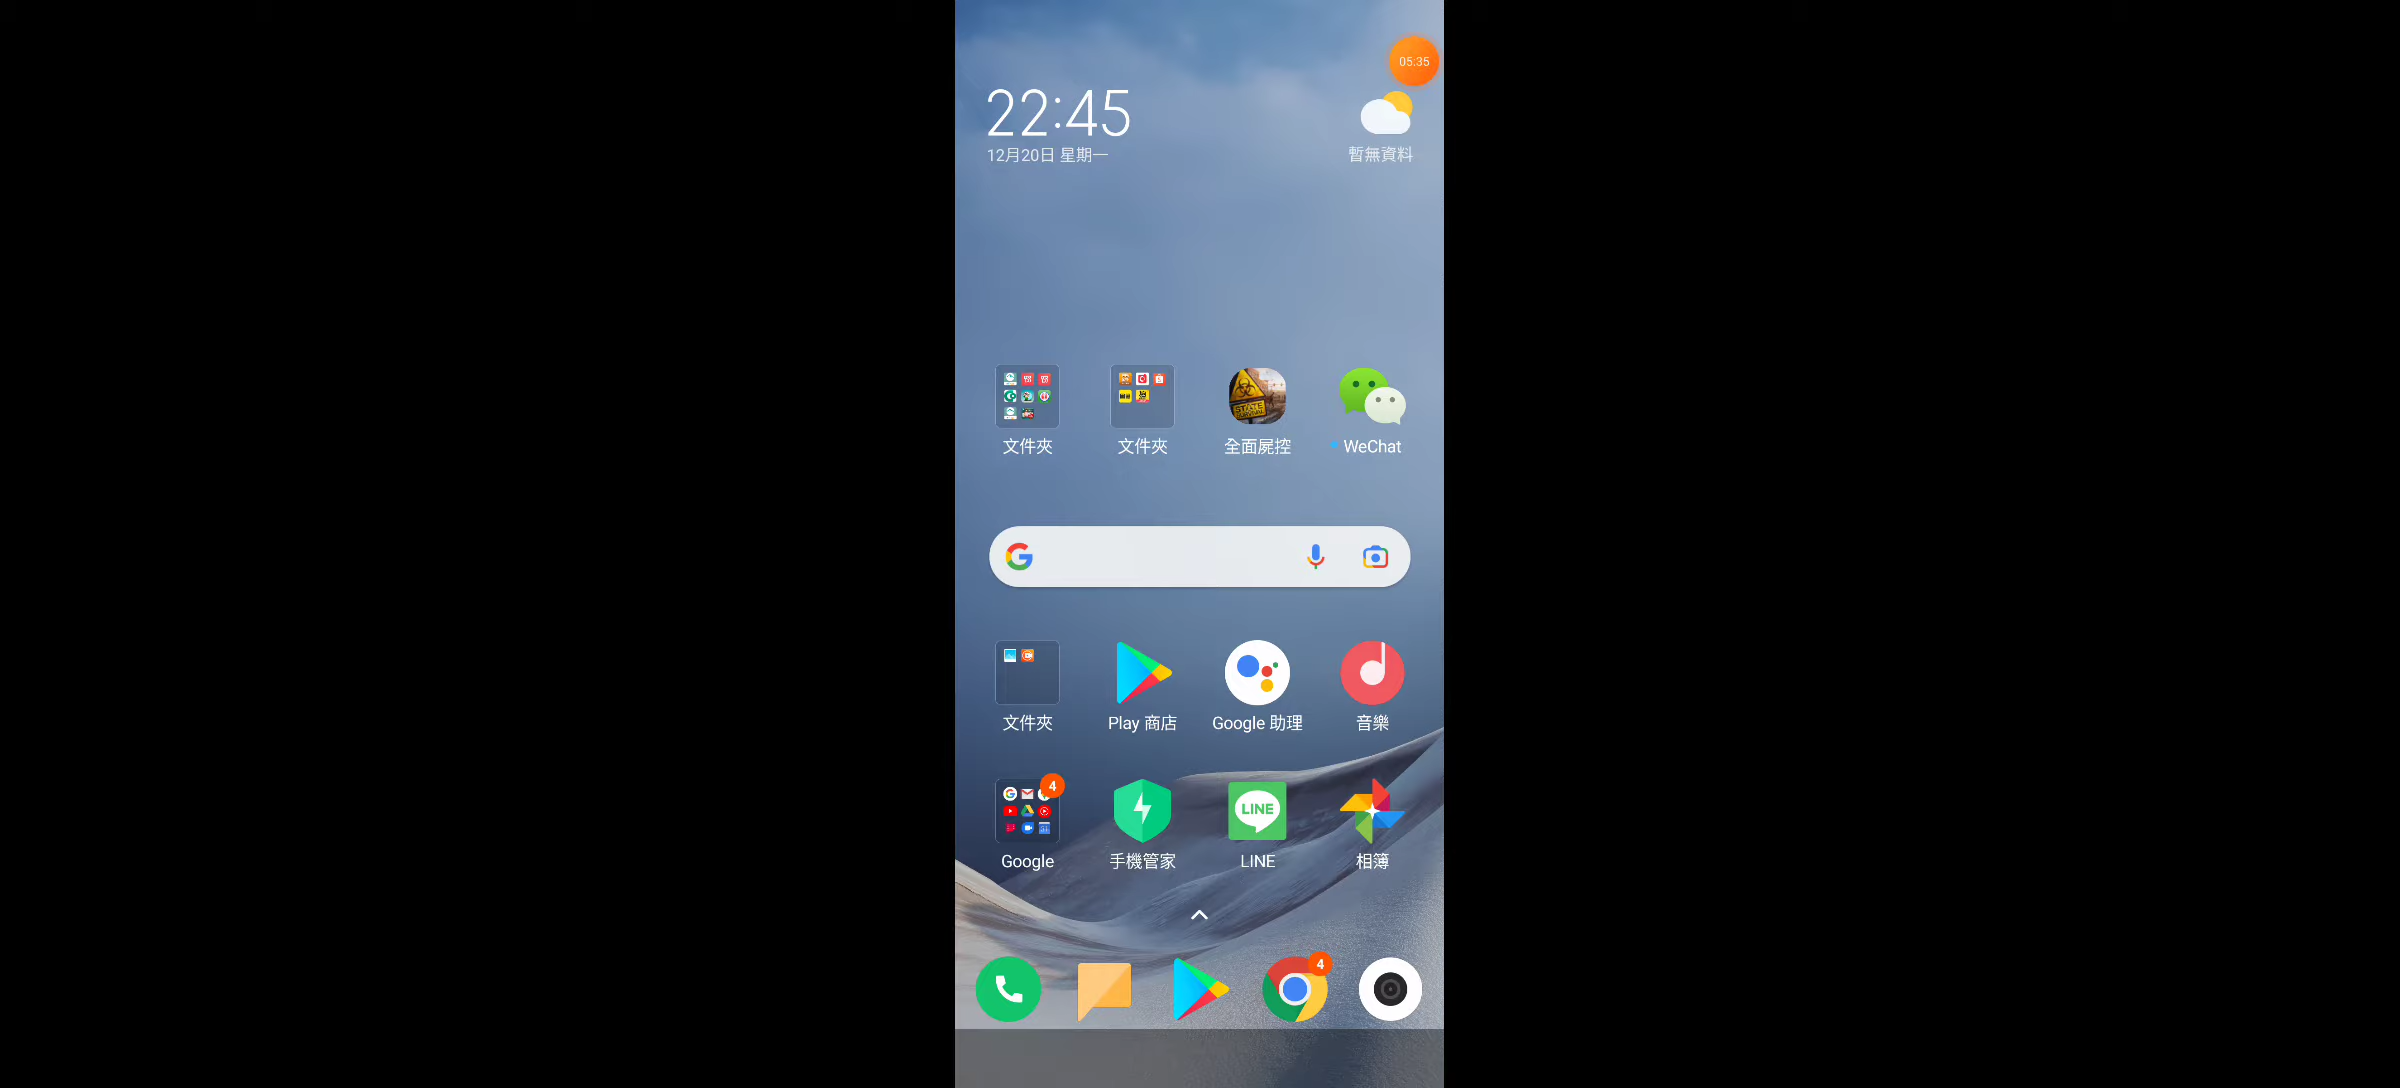 05:35
22:45
12月20日 星期一
暫無資料
文件夾
文件夾
全面屍控
WeChat
文件夾
Play 商店
Google 助理
音樂
4
Google
手機管家
LINE
LINE
相簿
4